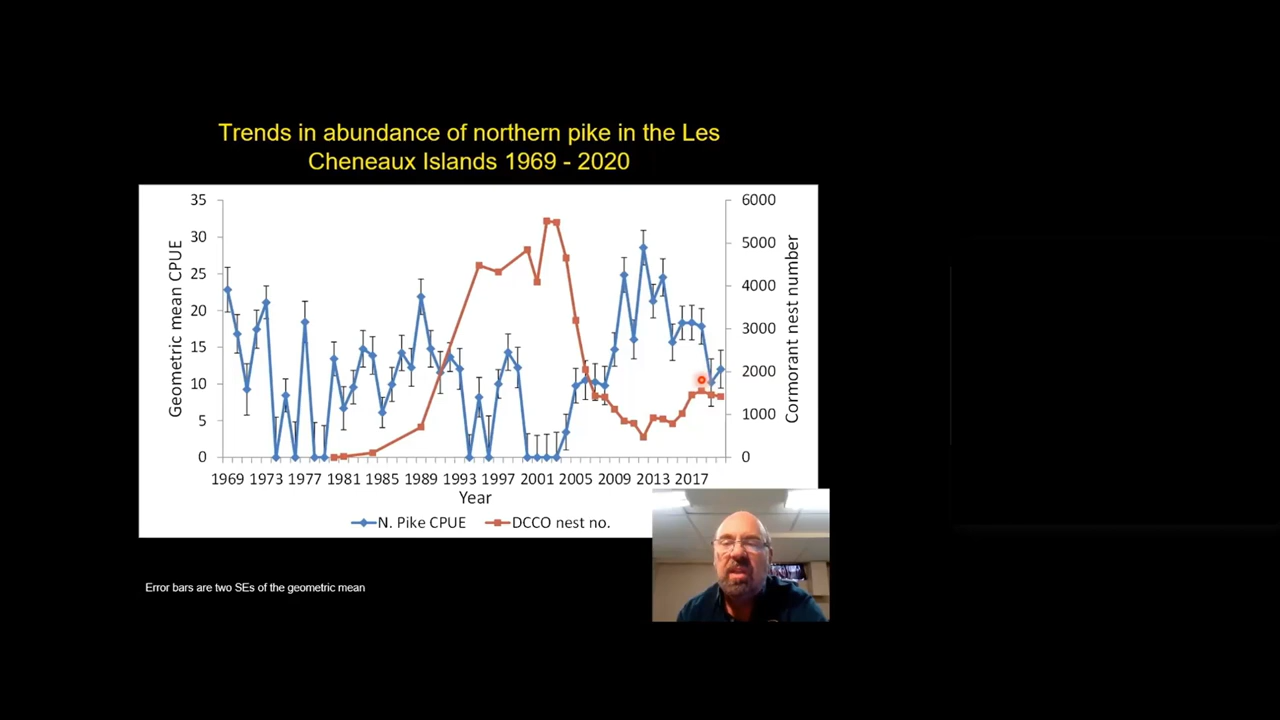 Trends in abundance of northern pike in the Les
Cheneaux Islands 1969 - 2020
35
30
25
20
15
10
5
0
Geometric mean CPUE
6000
5000
4000
3000
2000
1000
0
Cormorant nest number
1969 1973 1977 1981 1985 1989 1993 1997 2001 2005 2009 2013 2017
Year
N. Pike CPUE DCCO nest no.
Error bars are two SEs of the geometric mean